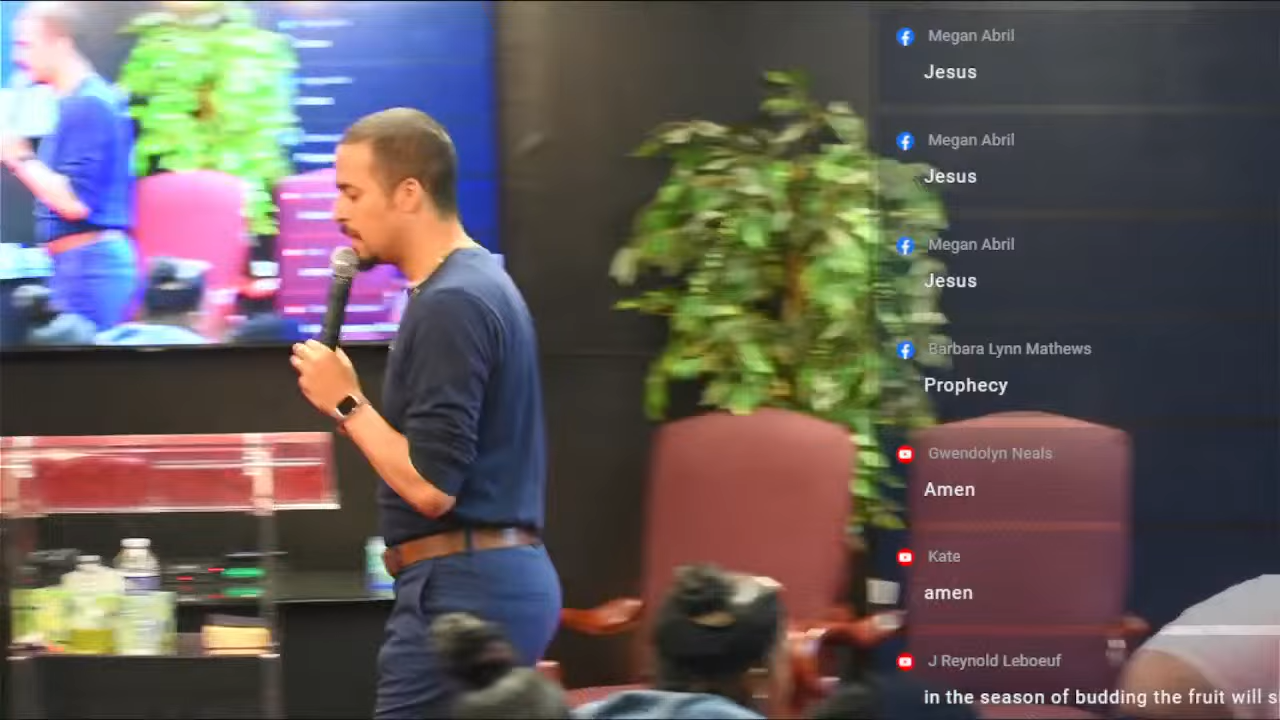 Megan Abril
Jesus
Megan Abril
Jesus
Megan Abril
Jesus
Barbara Lynn Mathews
Prophecy
Gwendolyn Neals
Amen
Kate
amen
J Reynold Leboeuf
in the season of budding the fruit will s